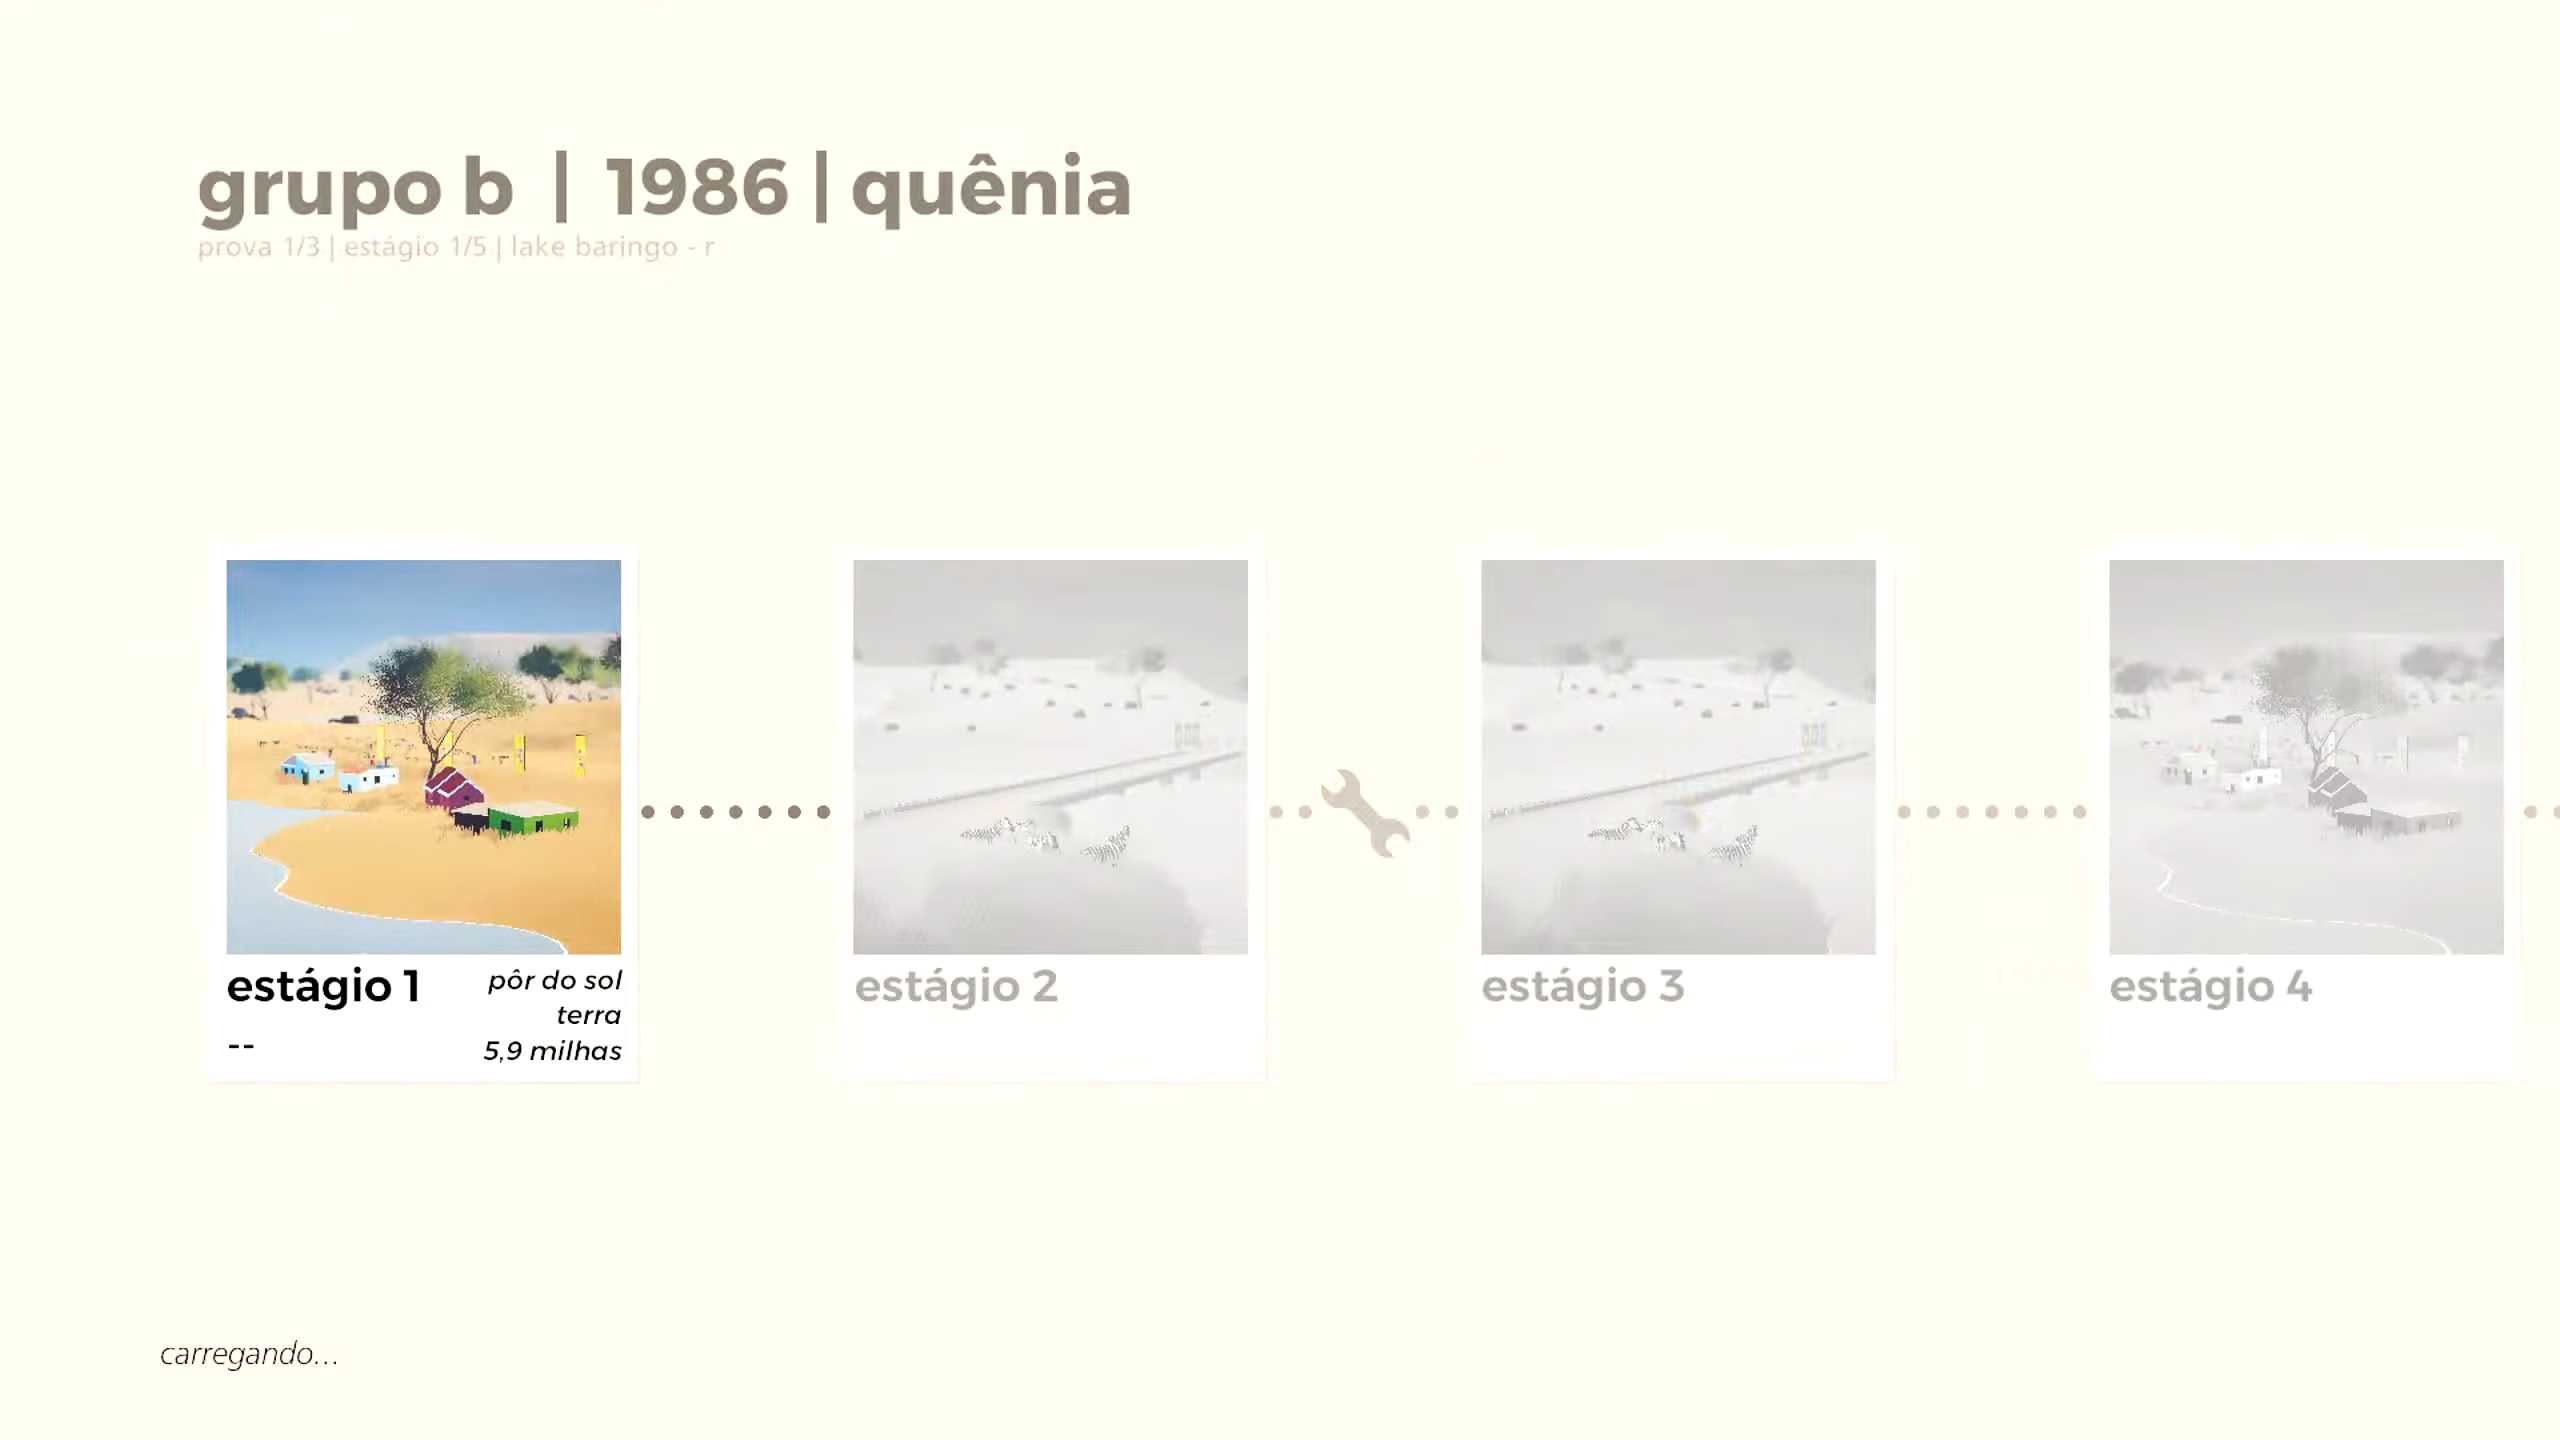 grupo b | 1986 | quênia
prova 1/3 | estágio 1/5 | lake baringo - r
estágio 1
pôr do sol
terra
--
5,9 milhas
estágio 2
estágio 3
estágio 4
carregando...